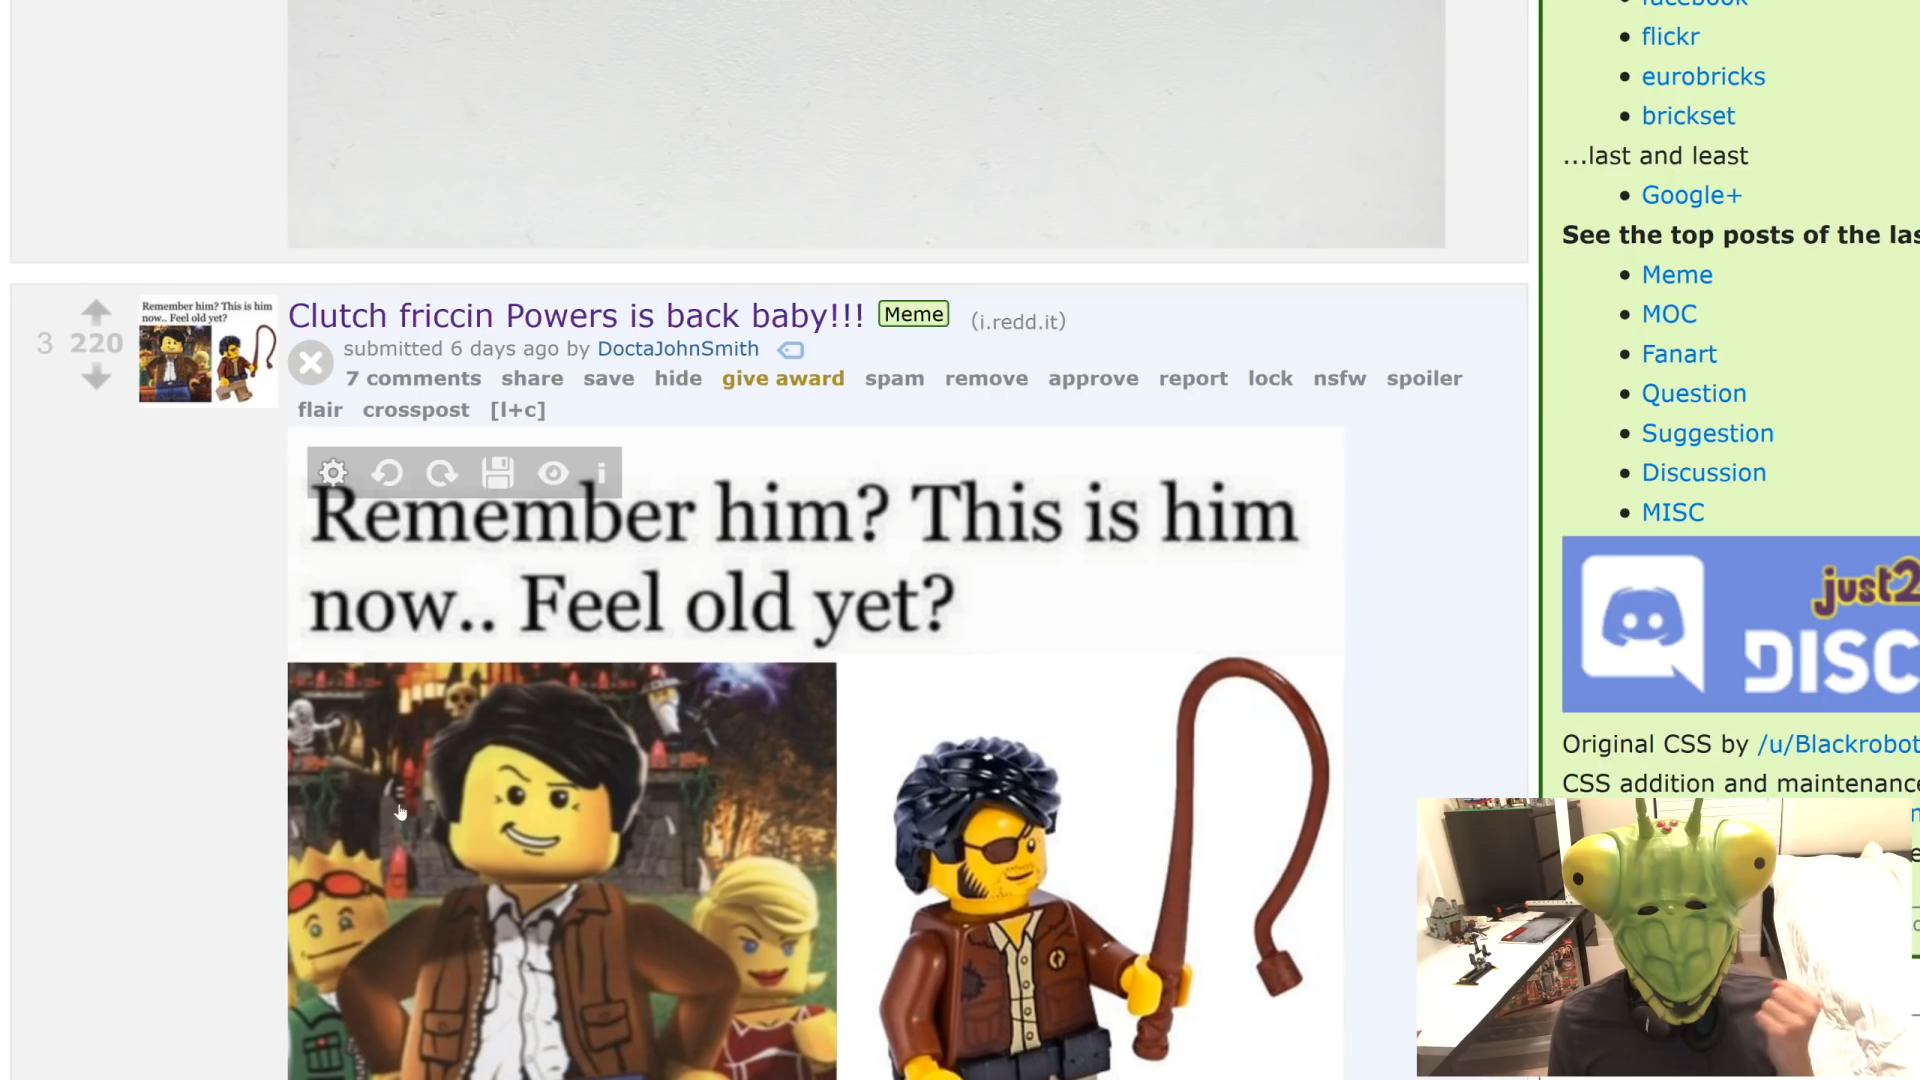 facebook
flickr
eurobricks
brickset
...last and least
Google+
See the top posts of the las
Meme
MOC
Fanart
Question
Suggestion
Discussion
MISC
just2
DISC
Original CSS by /u/Blackrobot
CSS addition and maintenance
3
220
Remember him? This is him
now.. Feel old yet?
Clutch friccin Powers is back baby!!! Meme (i.redd.it)
submitted 6 days ago by DoctaJohnSmith
7 comments share save hide give award spam remove approve report lock nsfw spoiler
flair crosspost [l+c]
Remember him? This is him
now.. Feel old yet?